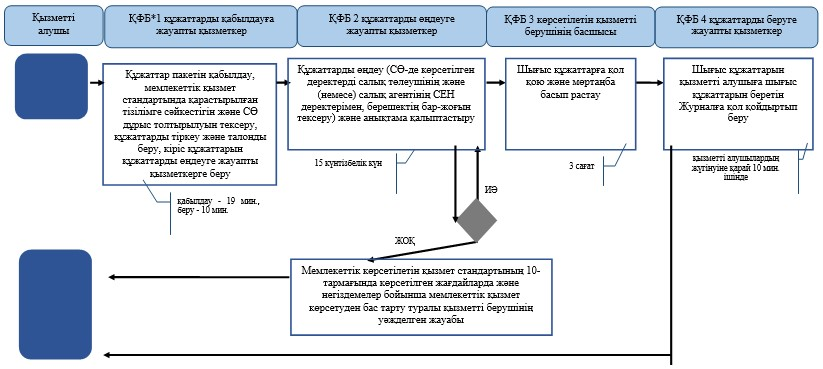 Қызметті
алушы
ҚФБ*1 құжаттарды қабылдауға
жауапты қызметкер
ҚФБ 2 құжаттарды өңдеуге
жауапты қызметкер
ҚФБ 3 көрсетілетін қызметті
берушінің басшысы
ҚФБ 4 құжаттарды беруге
жауапты қызметкер
Құжаттар пакетін қабылдау,
мемлекеттік қызмет
стандартында қарастырылған
тізілімге сәйкестігін және СӨ
дұрыс толтырылуын тексеру,
құжаттарды тіркеу және талонды
беру, кіріс құжаттарын
құжаттарды өңдеуге жауапты
қызметкерге беру
Құжаттарды өңдеу (СӨ-де көрсетілген
деректерді салық төлеушінің және
(немесе) салық агентінің СЕН
деректерімен, берешектің бар-жоғын
тексеру) және анықтама қалыптастыру
Шығыс құжаттарға қол
қою және мөртаңба
басып растау
Шығыс құжаттарын
қызметті алушыға шығыс
құжаттарын беретін
Журналға қол қойдыртып
беру
қабылдау - 19 мин.,
беру - 10 мин.
15 күнтізбелік күн
3 сағат
қызметті алушылардың
жүгінуіне қарай 10 мин.
ішінде
ИӘ
ЖОҚ
Мемлекеттік көрсетілетін қызмет стандартының 10-
тармағында көрсетілген жағдайларда және
негіздемелер бойынша мемлекеттік қызмет
көрсетуден бас тарту туралы қызметті берушінің
уәжделген жауабы